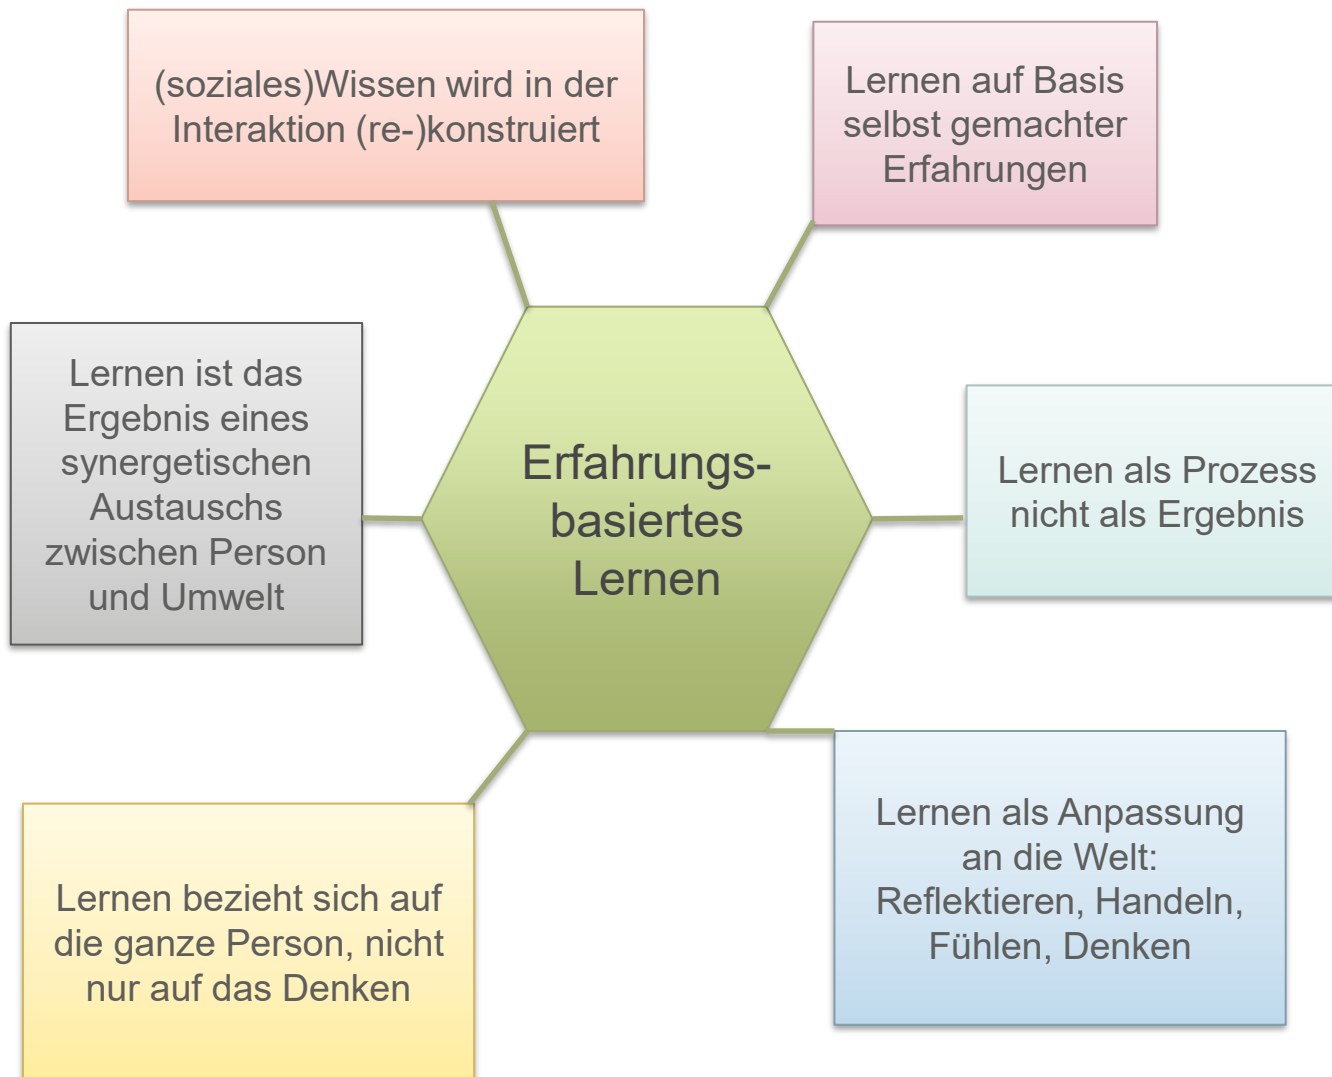 (soziales)Wissen wird in der
Interaktion (re-)konstruiert
Lernen auf Basis
selbst gemachter
Erfahrungen
Lernen ist das
Ergebnis eines
synergetischen
Austauschs
zwischen Person
und Umwelt
Erfahrungs-
basiertes
Lernen
Lernen als Prozess
nicht als Ergebnis
Lernen bezieht sich auf
die ganze Person, nicht
nur auf das Denken
Lernen als Anpassung
an die Welt:
Reflektieren, Handeln,
Fühlen, Denken